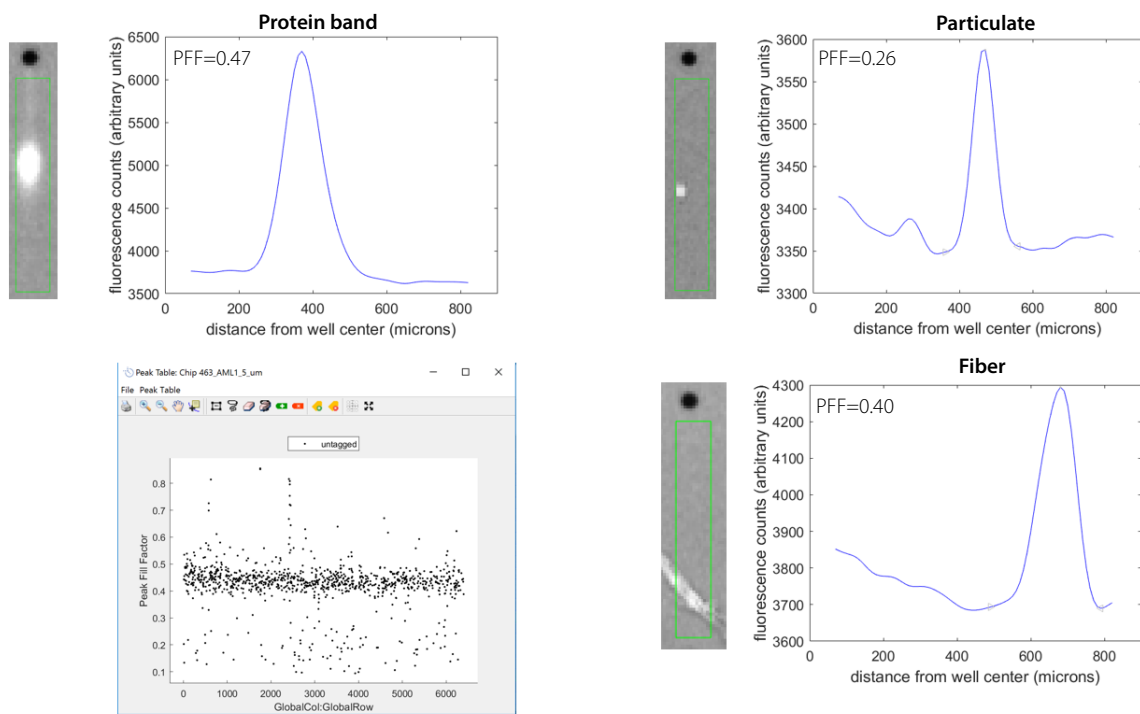 Protein band
PFF=0.47
6500
6000
5500
5000
4500
4000
3500
fluorescence counts (arbitrary units)
0 200 400 600 800
distance from well center (microns)
Particulate
PFF=0.26
3600
3550
3500
3450
3400
3350
3300
fluorescence counts (arbitrary units)
0 200 400 600 800
distance from well center (microns)
Peak Table: Chip 463_AML1_5_um
File Peak Table
untagged
0.8
0.7
0.6
0.5
0.4
0.3
0.2
0.1
Peak Fill Factor
0 1000 2000 3000 4000 5000 6000
GlobalCol:GlobalRow
Fiber
PFF=0.40
4300
4200
4100
4000
3900
3800
3700
3600
fluorescence counts (arbitrary units)
0 200 400 600 800
distance from well center (microns)